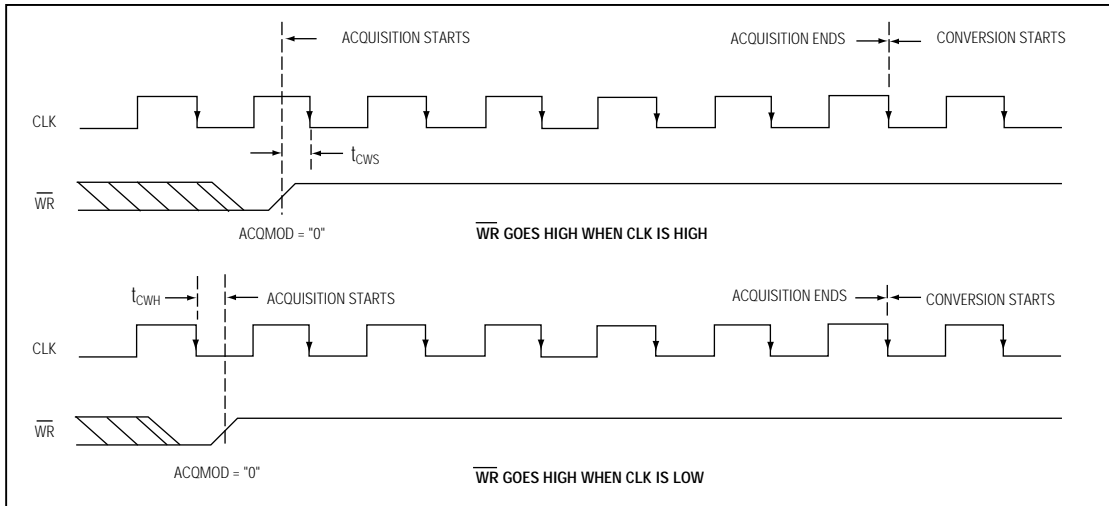 ACQUISITION STARTS
ACQUISITION ENDS
CONVERSION STARTS
CLK
tCWS
WR
ACQMOD = "0"
WR GOES HIGH WHEN CLK IS HIGH
tCWH
ACQUISITION STARTS
ACQUISITION ENDS
CONVERSION STARTS
CLK
WR
ACQMOD = "0"
WR GOES HIGH WHEN CLK IS LOW